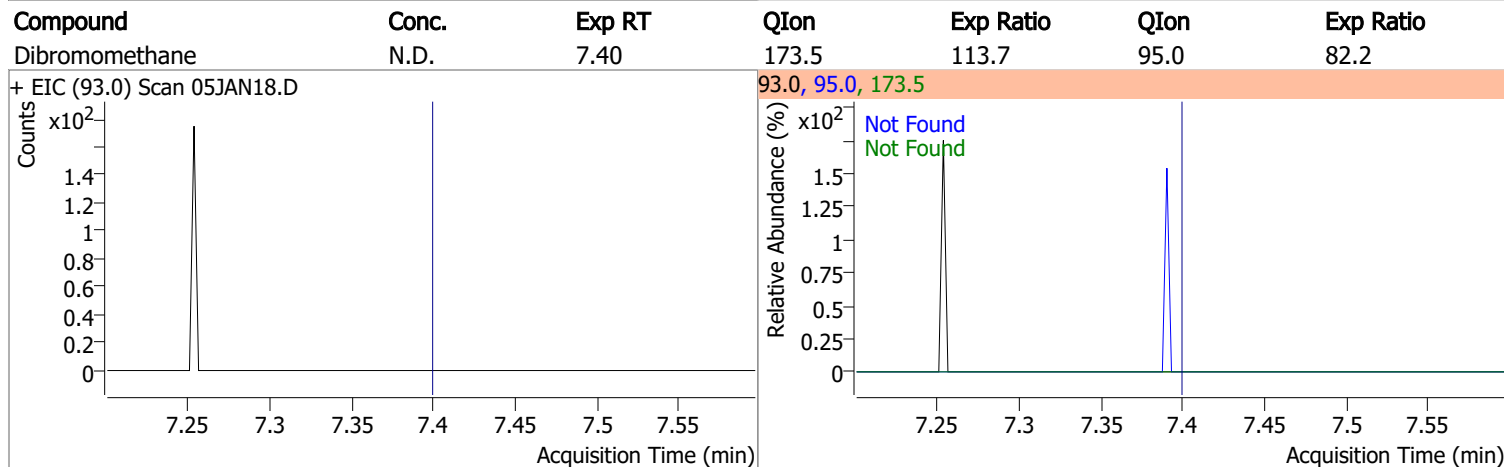 Compound Conc. Exp RT QIon Exp Ratio QIon Exp Ratio
Dibromomethane N.D. 7.40 173.5 113.7 95.0 82.2
+ EIC (93.0) Scan 05JAN18.D
Counts
x10²
1.4
1.2
1
0.8
0.6
0.4
0.2
0
7.25 7.3 7.35 7.4 7.45 7.5 7.55
Acquisition Time (min)
93.0, 95.0, 173.5
Relative Abundance (%)
x10²
Not Found
Not Found
1.5
1.25
1
0.75
0.5
0.25
0
7.25 7.3 7.35 7.4 7.45 7.5 7.55
Acquisition Time (min)